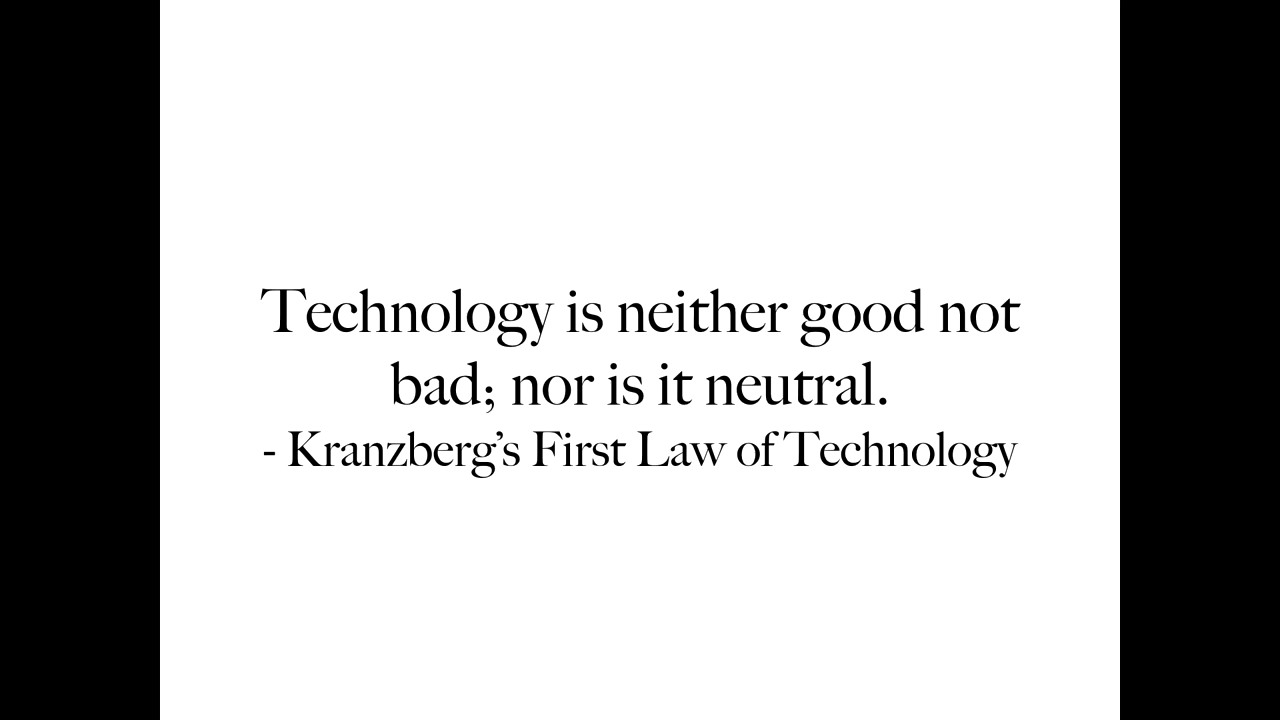 Technology is neither good not
bad; nor is it neutral.
- Kranzberg’s First Law of Technology